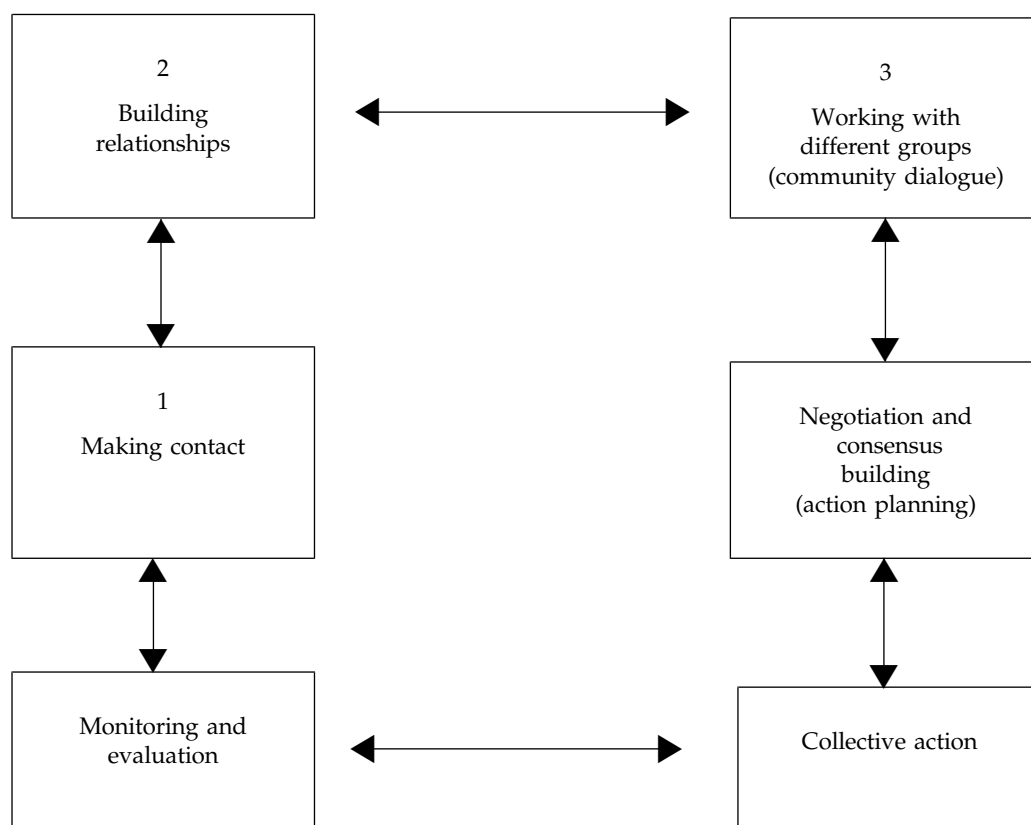 2
Building
relationships
3
Working with
different groups
(community dialogue)
1
Making contact
Negotiation and
consensus
building
(action planning)
Monitoring and
evaluation
Collective action